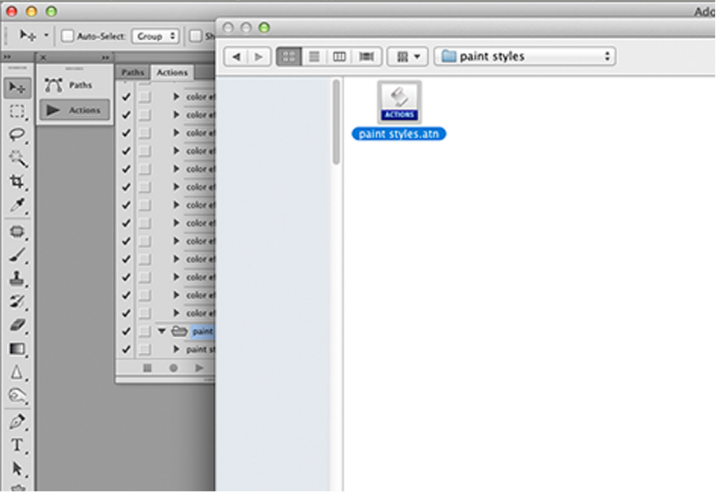 Ado
Auto-Select:
Group
Sh
paint styles
Paths
Actions
Paths
Actions
color ef
color ef
color ef
color ef
color ef
color ef
color ef
color ef
color ef
color ef
color ef
color ef
color ef
paint
paint st
ACTIONS
paint styles.atn